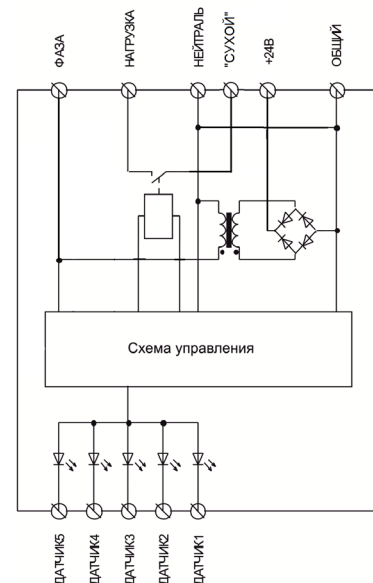 ФАЗА
НАГРУЗКА
НЕЙТРАЛЬ
"СУХОЙ"
+24В
ОБЩИЙ
Схема управления
ДАТЧИК5
ДАТЧИК4
ДАТЧИК3
ДАТЧИК2
ДАТЧИК1